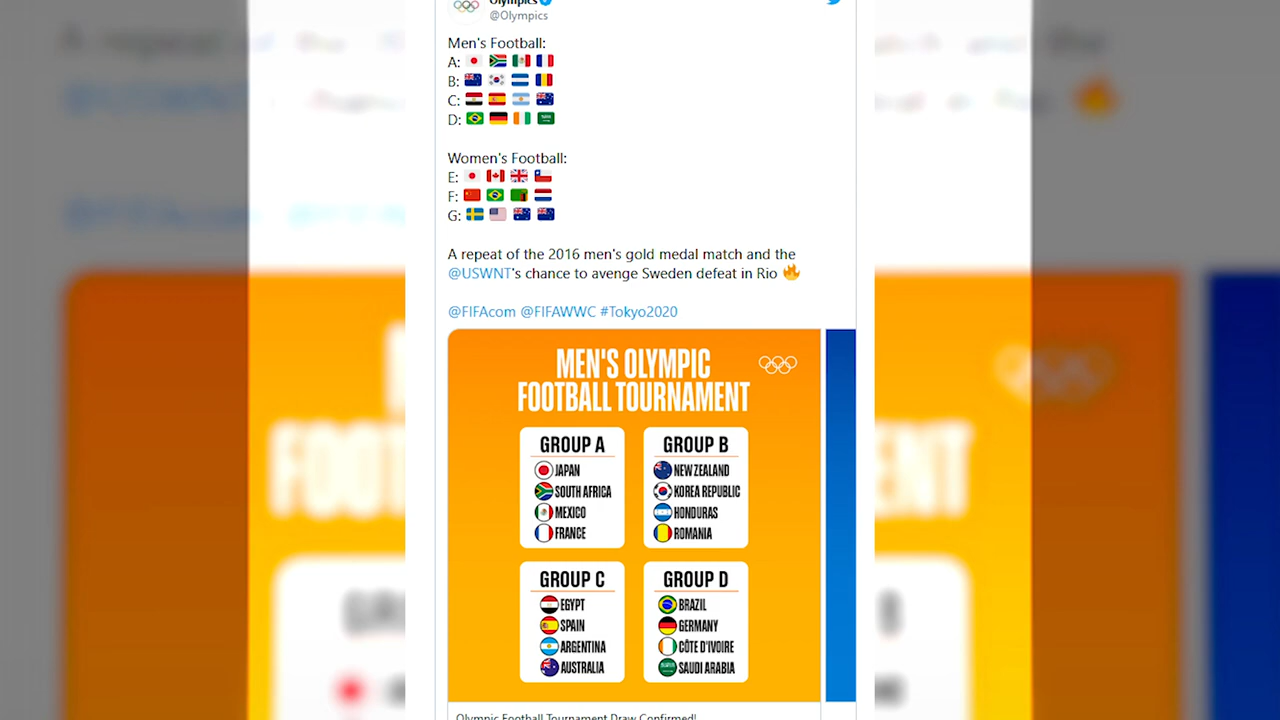 Olympics
@Olympics
Men's Football:
A: 🇯🇵 🇿🇦 🇲🇽 🇫🇷
B: 🇳🇿 🇰🇷 🇭🇳 🇷🇴
C: 🇪🇬 🇪🇸 🇦🇷 🇦🇺
D: 🇧🇷 🇩🇪 🇨🇮 🇸🇦
Women's Football:
E: 🇯🇵 🇨🇦 🇬🇧 🇨🇱
F: 🇨🇳 🇧🇷 🇿🇲 🇳🇱
G: 🇸🇪 🇺🇸 🇦🇺 🇳🇿
A repeat of the 2016 men's gold medal match and the
@USWNT's chance to avenge Sweden defeat in Rio 🔥
@FIFAcom @FIFAWWC #Tokyo2020
MEN'S OLYMPIC
FOOTBALL TOURNAMENT
GROUP A
JAPAN
SOUTH AFRICA
MEXICO
FRANCE
GROUP B
NEW ZEALAND
KOREA REPUBLIC
HONDURAS
ROMANIA
GROUP C
EGYPT
SPAIN
ARGENTINA
AUSTRALIA
GROUP D
BRAZIL
GERMANY
CÔTE D'IVOIRE
SAUDI ARABIA
Olympic Football Tournament Draw Confirmed!